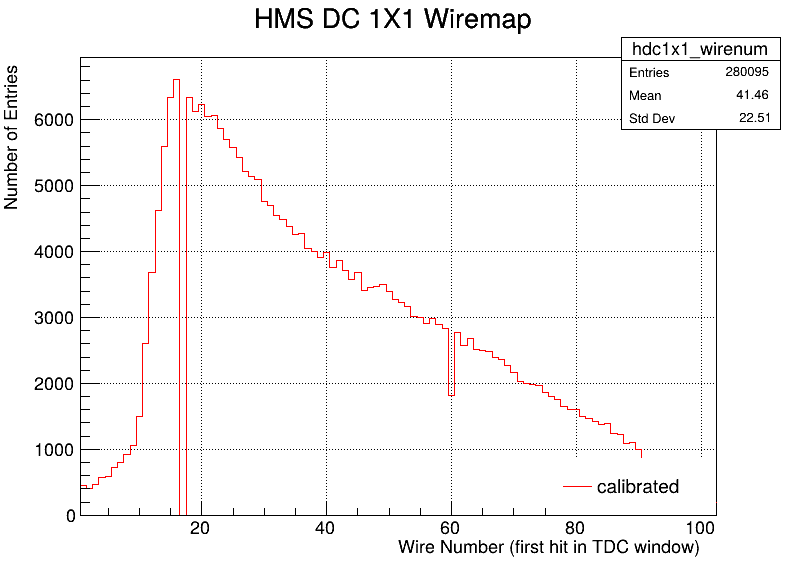 HMS DC 1X1 Wiremap
hdc1x1_wirenum
Entries 280095
Mean 41.46
Std Dev 22.51
Number of Entries
6000
5000
4000
3000
2000
1000
0
calibrated
20 40 60 80 100
Wire Number (first hit in TDC window)